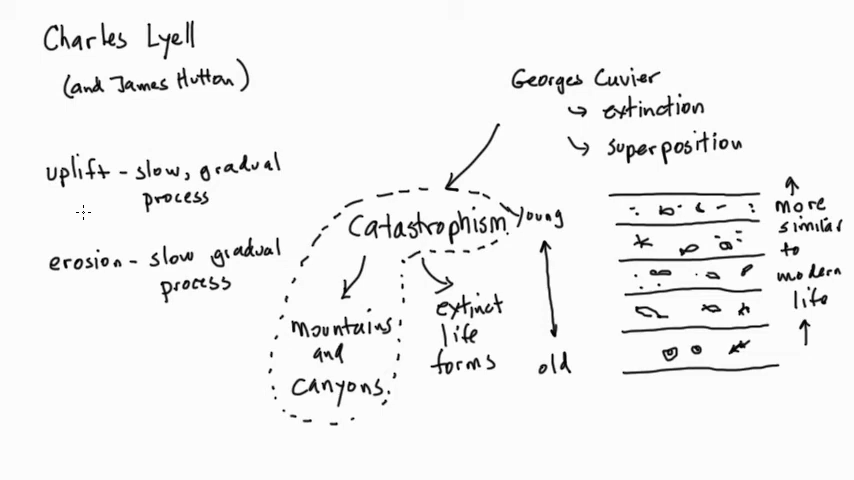 Charles Lyell
(and James Hutton)
uplift - slow, gradual
process
erosion - slow gradual
process
Georges Cuvier
↳ extinction
↳ superposition
Catastrophism
mountains
and
canyons
extinct
life
forms
young
old
more
similar
to
modern
life